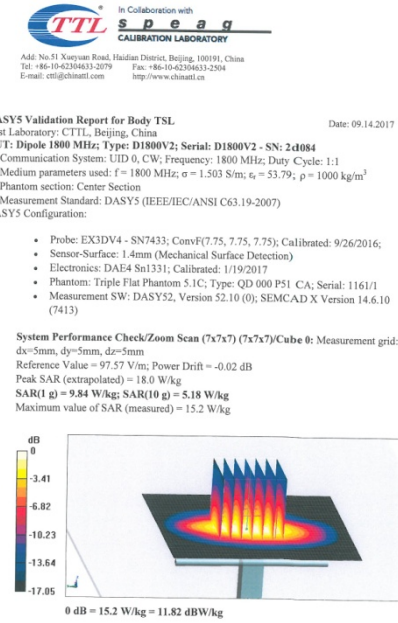 In Collaboration with
TTL
s p e a g
CALIBRATION LABORATORY
Add: No.51 Xueyuan Road, Haidian District, Beijing, 100191, China
Tel: +86-10-62304633-2079 Fax: +86-10-62304633-2504
E-mail: cttl@chinattl.com http://www.chinattl.cn
ASY5 Validation Report for Body TSL
Date: 09.14.2017
st Laboratory: CTTL, Beijing, China
UT: Dipole 1800 MHz; Type: D1800V2; Serial: D1800V2 - SN: 2d084
Communication System: UID 0, CW; Frequency: 1800 MHz; Duty Cycle: 1:1
Medium parameters used: f = 1800 MHz; σ = 1.503 S/m; εr = 53.79; ρ = 1000 kg/m³
Phantom section: Center Section
Measurement Standard: DASY5 (IEEE/IEC/ANSI C63.19-2007)
ASY5 Configuration:
• Probe: EX3DV4 - SN7433; ConvF(7.75, 7.75, 7.75); Calibrated: 9/26/2016;
• Sensor-Surface: 1.4mm (Mechanical Surface Detection)
• Electronics: DAE4 Sn1331; Calibrated: 1/19/2017
• Phantom: Triple Flat Phantom 5.1C; Type: QD 000 P51 CA; Serial: 1161/1
• Measurement SW: DASY52, Version 52.10 (0); SEMCAD X Version 14.6.10
(7413)
System Performance Check/Zoom Scan (7x7x7) (7x7x7)/Cube 0: Measurement grid:
dx=5mm, dy=5mm, dz=5mm
Reference Value = 97.57 V/m; Power Drift = -0.02 dB
Peak SAR (extrapolated) = 18.0 W/kg
SAR(1 g) = 9.84 W/kg; SAR(10 g) = 5.18 W/kg
Maximum value of SAR (measured) = 15.2 W/kg
dB
0
-3.41
-6.82
-10.23
-13.64
-17.05
0 dB = 15.2 W/kg = 11.82 dBW/kg